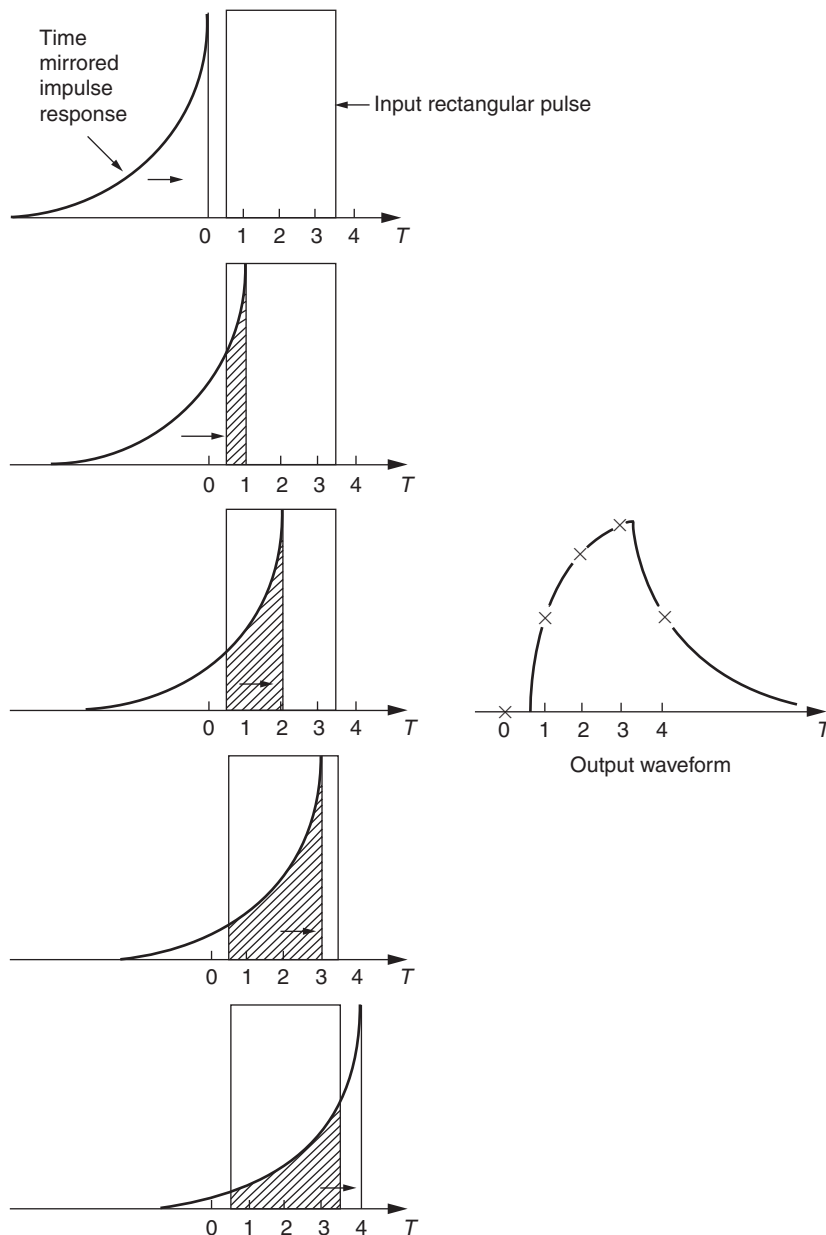 Time
mirrored
impulse
response
Input rectangular pulse
0 1 2 3 4 T
0 1 2 3 4 T
0 1 2 3 4 T
0 1 2 3 4 T
Output waveform
0 1 2 3 4 T
0 1 2 3 4 T